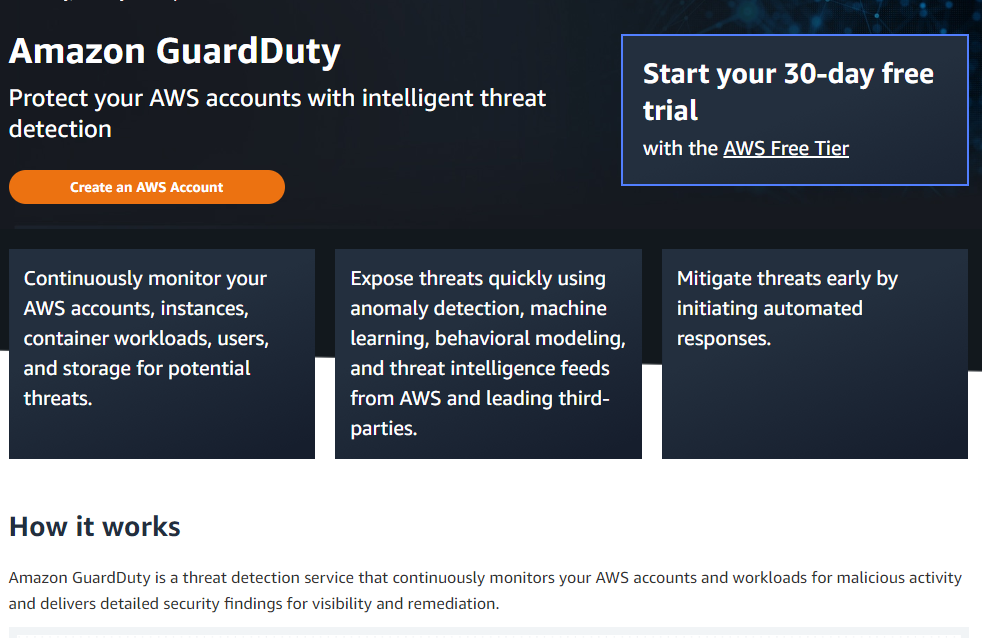 Amazon GuardDuty
Protect your AWS accounts with intelligent threat
detection
Create an AWS Account
Start your 30-day free
trial
with the AWS Free Tier
Continuously monitor your
AWS accounts, instances,
container workloads, users,
and storage for potential
threats.
Expose threats quickly using
anomaly detection, machine
learning, behavioral modeling,
and threat intelligence feeds
from AWS and leading third-
parties.
Mitigate threats early by
initiating automated
responses.
How it works
Amazon GuardDuty is a threat detection service that continuously monitors your AWS accounts and workloads for malicious activity
and delivers detailed security findings for visibility and remediation.